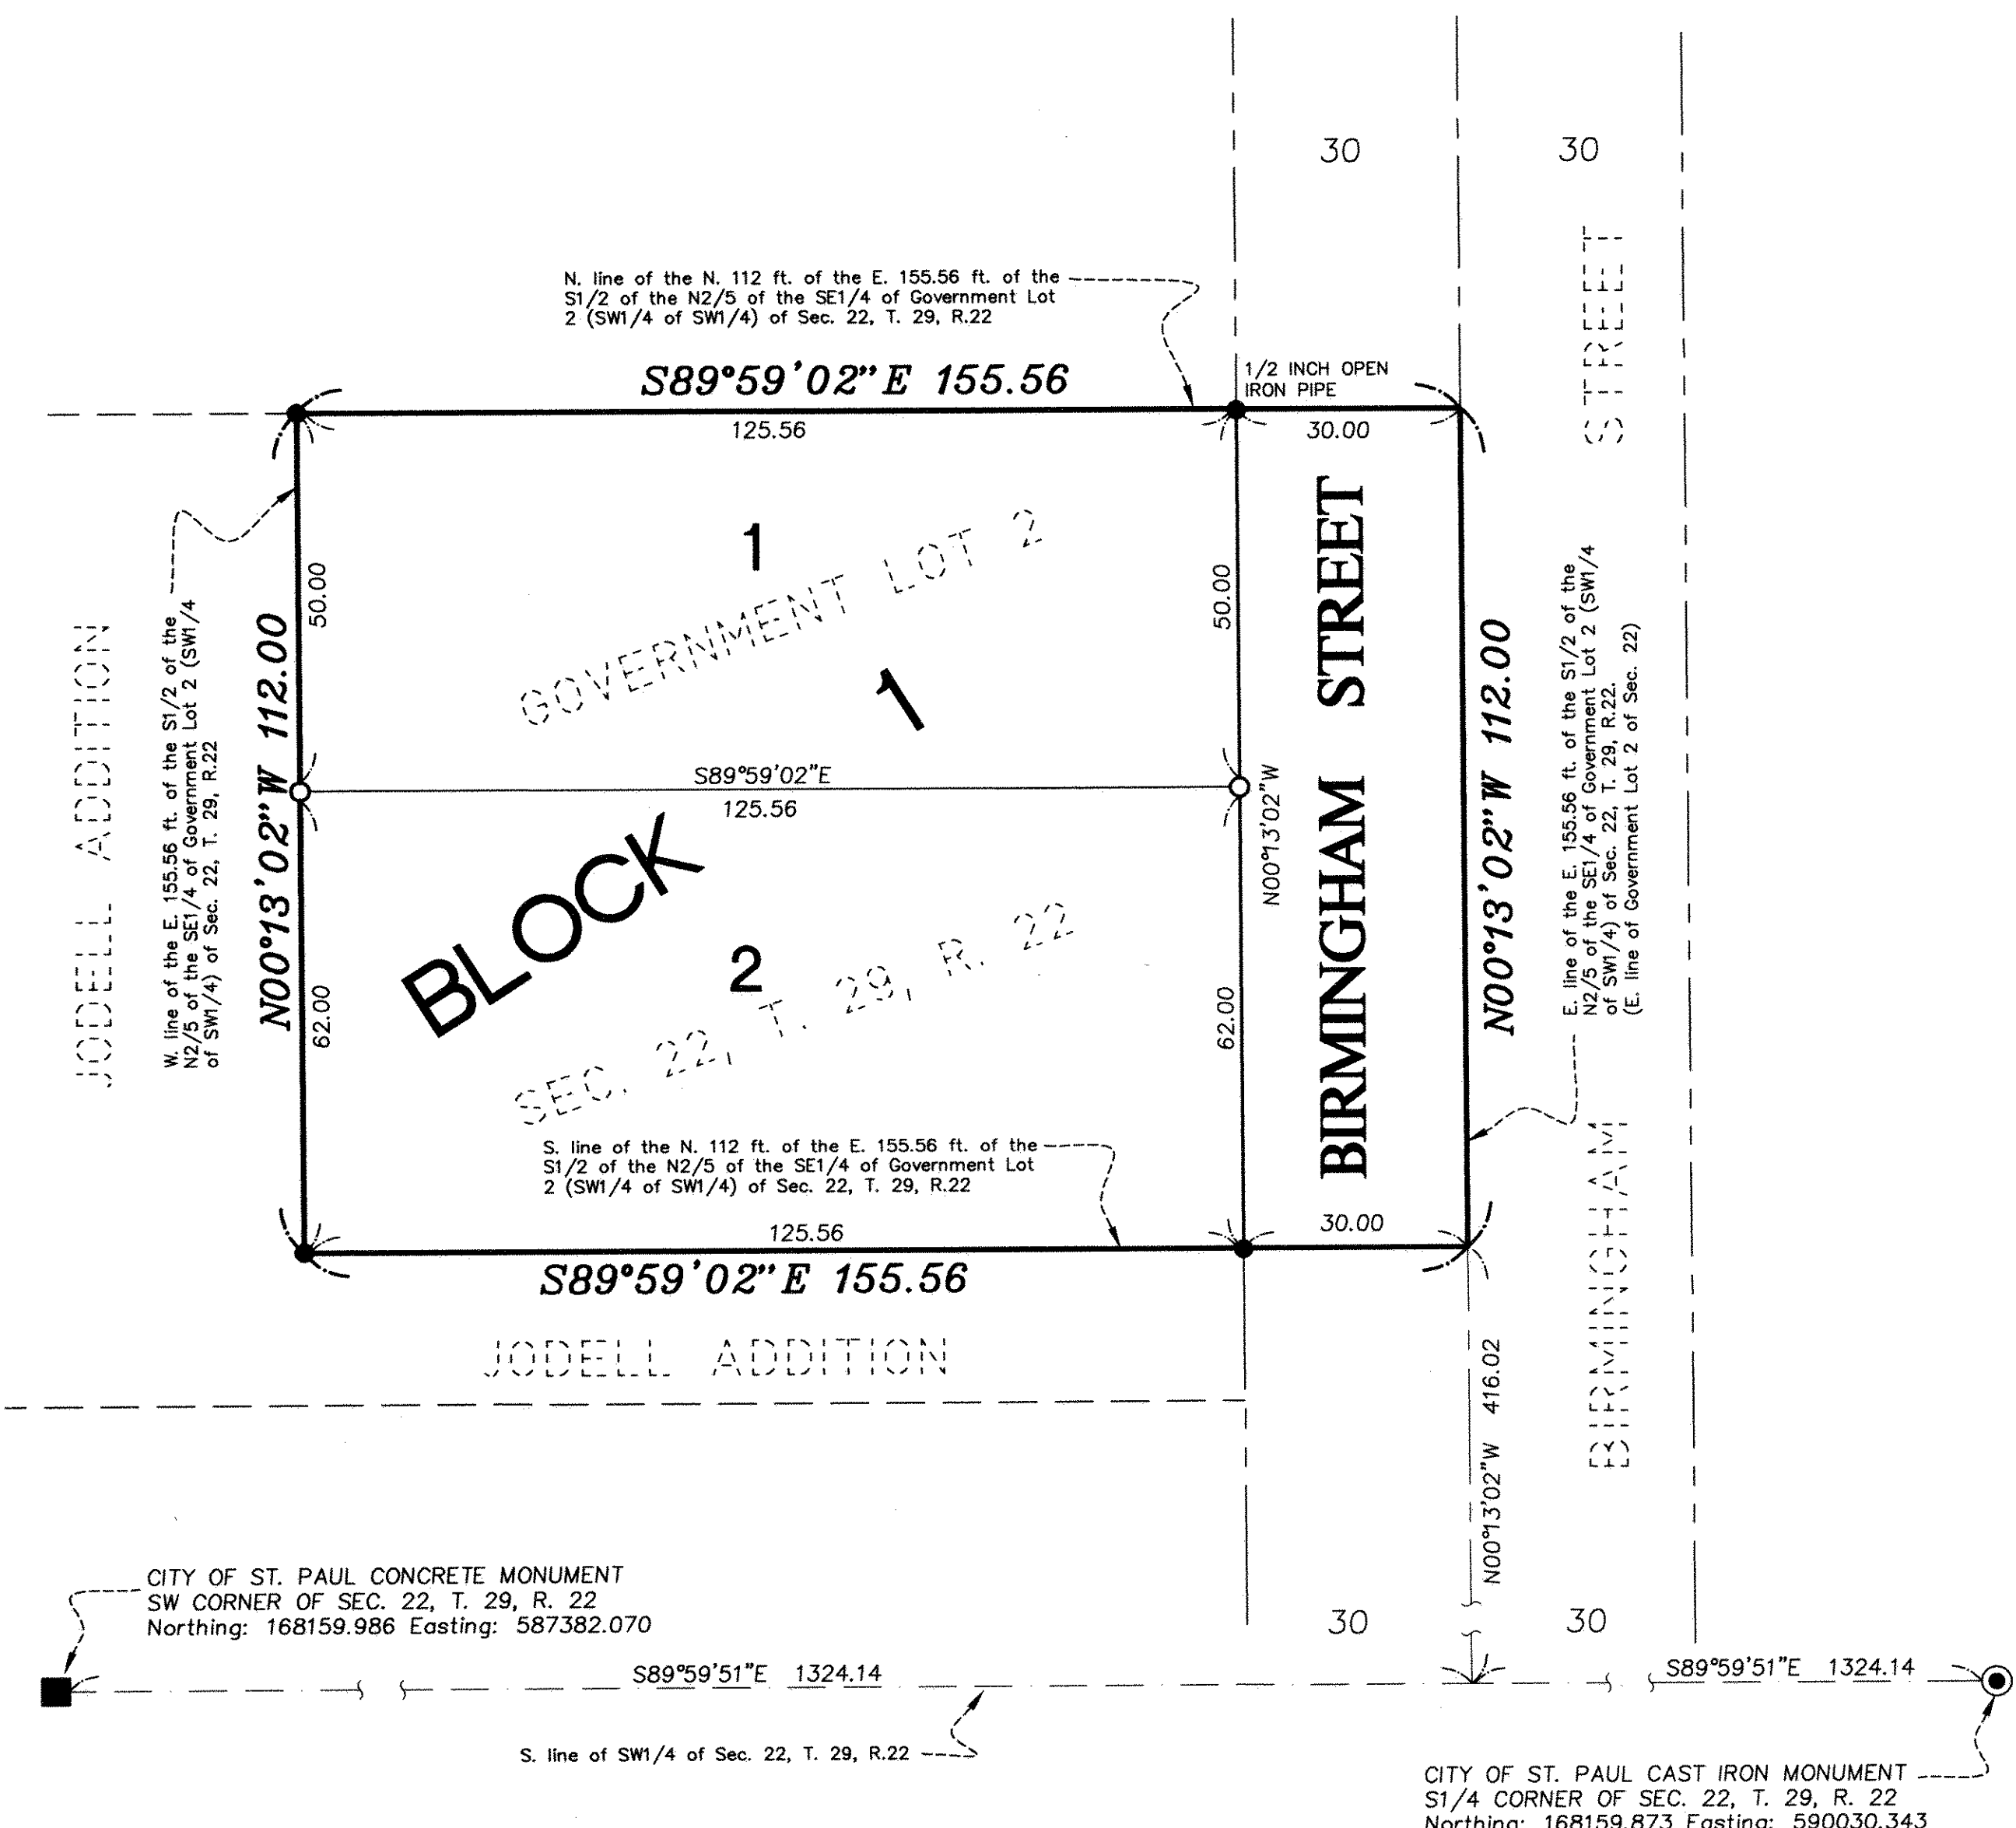 30
30
STREET
N. line of the N. 112 ft. of the E. 155.56 ft. of the
S1/2 of the N2/5 of the SE1/4 of Government Lot
2 (SW1/4 of SW1/4) of Sec. 22, T. 29, R.22
S89°59'02"E 155.56
1/2 INCH OPEN
IRON PIPE
125.56
30.00
1
GOVERNMENT LOT 2
50.00
50.00
JODELL ADDITION
W. line of the E. 155.56 ft. of the S1/2 of the
N2/5 of the SE1/4 of Government Lot 2 (SW1/4
of SW1/4) of Sec. 22, T. 29, R.22
N00°13'02"W 112.00
1
S89°59'02"E
125.56
N00°13'02"W
BIRMINGHAM STREET
N00°13'02"W 112.00
E. line of the E. 155.56 ft. of the S1/2 of the
N2/5 of the SE1/4 of Government Lot 2 (SW1/4
of SW1/4) of Sec. 22, T. 29, R.22.
(E. line of Government Lot 2 of Sec. 22)
BLOCK
2
SEC. 22, T. 29, R. 22
62.00
62.00
S. line of the N. 112 ft. of the E. 155.56 ft. of the
S1/2 of the N2/5 of the SE1/4 of Government Lot
2 (SW1/4 of SW1/4) of Sec. 22, T. 29, R.22
125.56
30.00
S89°59'02"E 155.56
JODELL ADDITION
BIRMINGHAM
N00°13'02"W 416.02
CITY OF ST. PAUL CONCRETE MONUMENT
SW CORNER OF SEC. 22, T. 29, R. 22
Northing: 168159.986 Easting: 587382.070
30
30
S89°59'51"E 1324.14
S89°59'51"E 1324.14
S. line of SW1/4 of Sec. 22, T. 29, R.22
CITY OF ST. PAUL CAST IRON MONUMENT
S1/4 CORNER OF SEC. 22, T. 29, R. 22
Northing: 168159.873 Easting: 590030.343